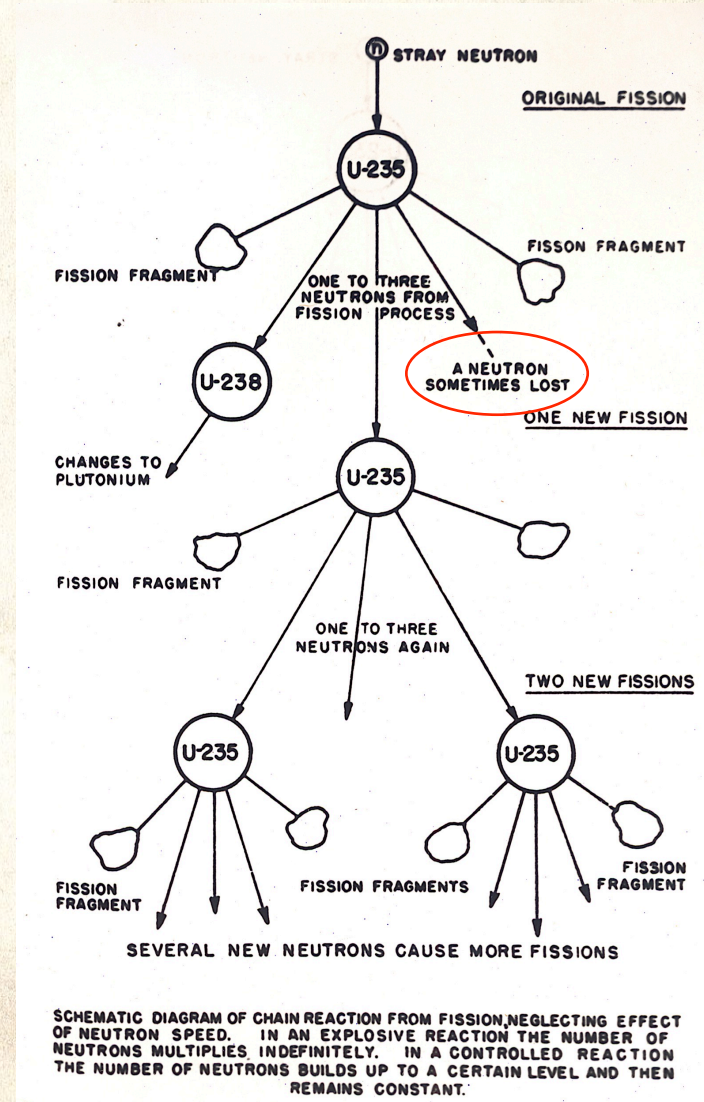 n STRAY NEUTRON
ORIGINAL FISSION
U-235
FISSION FRAGMENT
FISSON FRAGMENT
ONE TO THREE
NEUTRONS FROM
FISSION PROCESS
U-238
A NEUTRON
SOMETIMES LOST
ONE NEW FISSION
CHANGES TO
PLUTONIUM
U-235
FISSION FRAGMENT
ONE TO THREE
NEUTRONS AGAIN
TWO NEW FISSIONS
U-235
U-235
FISSION
FRAGMENT
FISSION FRAGMENTS
FISSION
FRAGMENT
SEVERAL NEW NEUTRONS CAUSE MORE FISSIONS
SCHEMATIC DIAGRAM OF CHAIN REACTION FROM FISSION, NEGLECTING EFFECT
OF NEUTRON SPEED. IN AN EXPLOSIVE REACTION THE NUMBER OF
NEUTRONS MULTIPLIES INDEFINITELY. IN A CONTROLLED REACTION
THE NUMBER OF NEUTRONS BUILDS UP TO A CERTAIN LEVEL AND THEN
REMAINS CONSTANT.